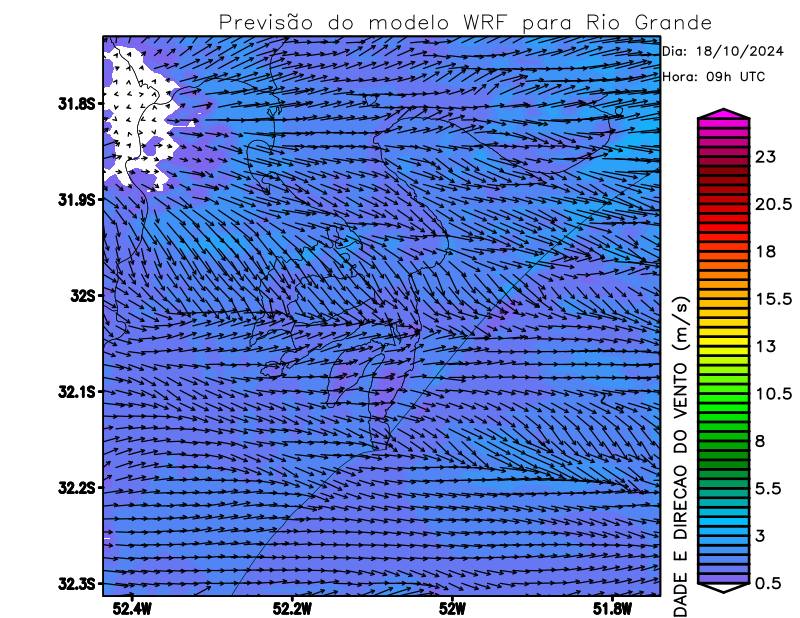 Previsão do modelo WRF para Rio Grande
Dia: 18/10/2024
Hora: 09h UTC
31.8S
31.9S
32S
32.1S
32.2S
32.3S
52.4W
52.2W
52W
51.8W
23
20.5
18
15.5
13
10.5
8
5.5
3
0.5
DADE E DIRECAO DO VENTO (m/s)